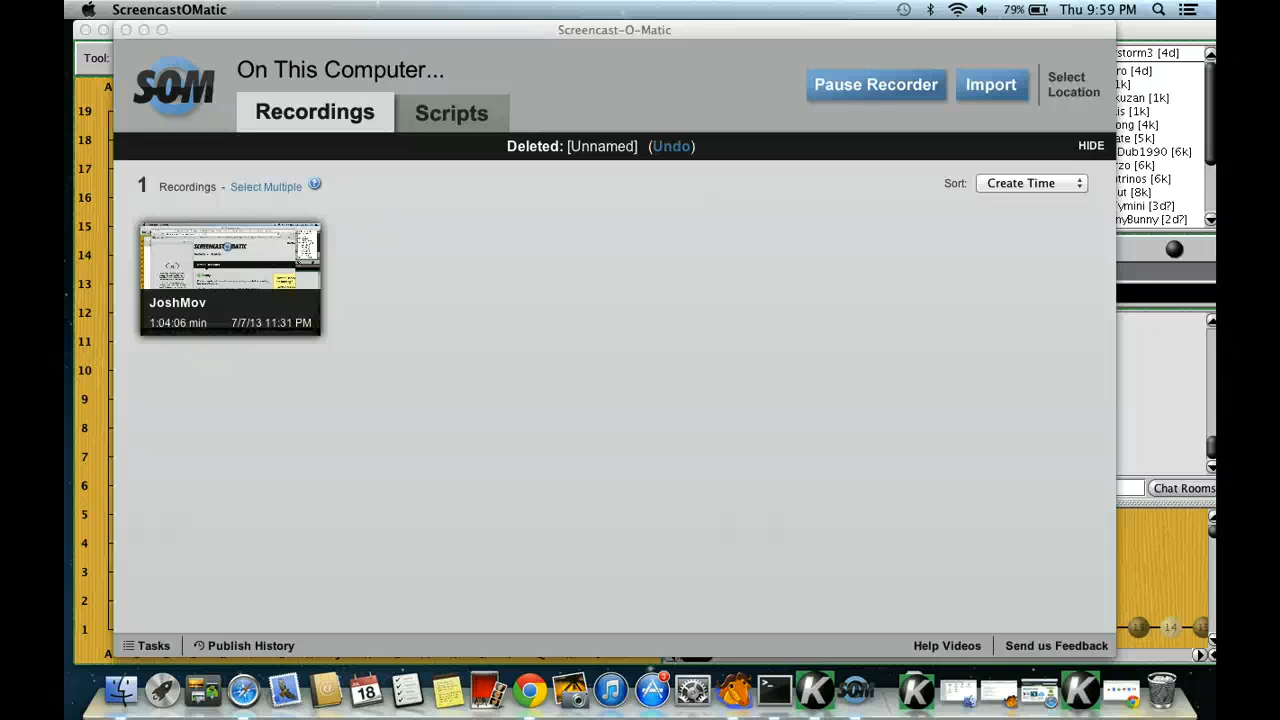 ScreencastOMatic
79%
Thu 9:59 PM
Screencast-O-Matic
Tool:
SOM
On This Computer...
Pause Recorder
Import
Select
Location
Recordings
Scripts
Deleted: [Unnamed] (Undo)
HIDE
1 Recordings - Select Multiple
Sort: Create Time
JoshMov
1:04:06 min 7/7/13 11:31 PM
A
19
18
17
16
15
14
13
12
11
10
9
8
7
6
5
4
3
2
1
A
storm3 [4d]
ro [4d]
1k]
kuzan [1k]
is [1k]
ong [4k]
ate [5k]
Dub1990 [6k]
rzo [6k]
trinos [6k]
ut [8k]
ymini [3d?]
nyBunny [2d?]
Chat Rooms
13
14
Tasks
Publish History
Help Videos
Send us Feedback
18
3
K
SOM
K
K